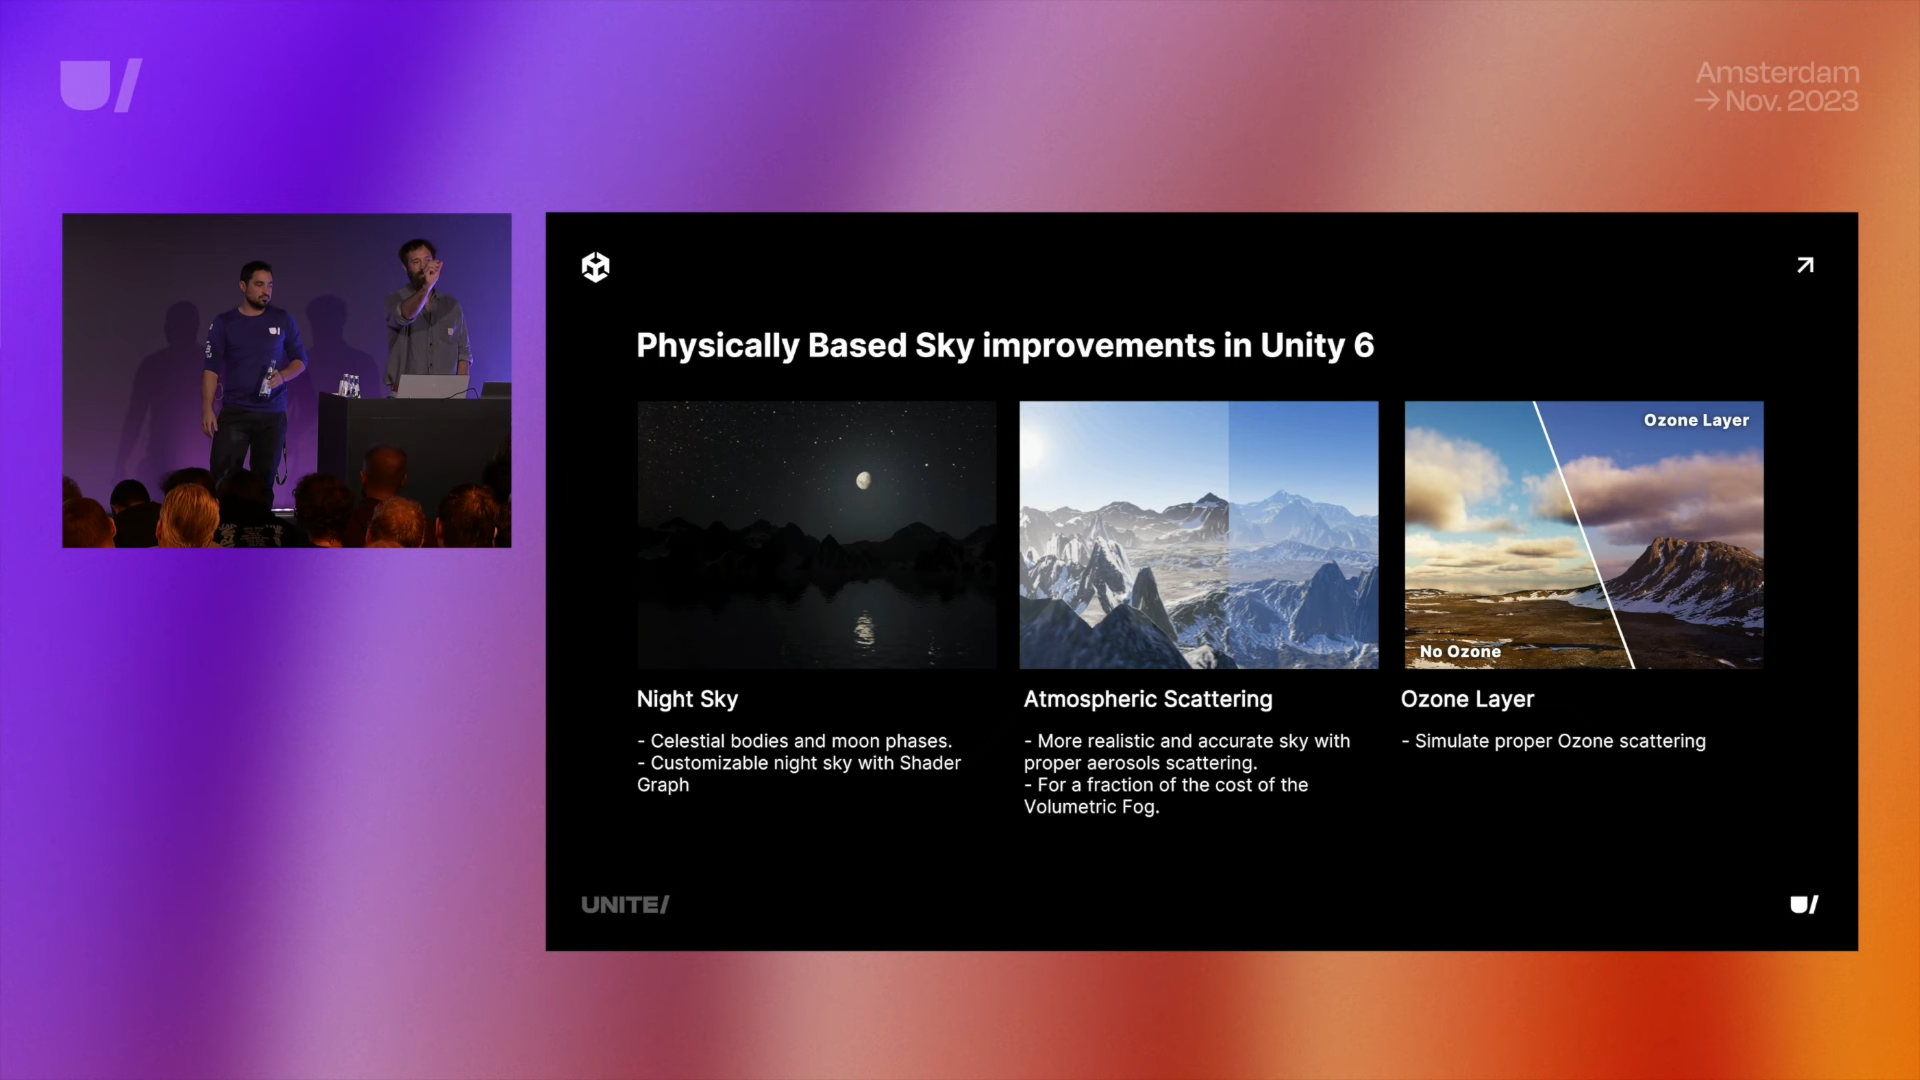 U/
Amsterdam
→ Nov. 2023
Physically Based Sky improvements in Unity 6
Ozone Layer
No Ozone
Night Sky
- Celestial bodies and moon phases.
- Customizable night sky with Shader
Graph
Atmospheric Scattering
- More realistic and accurate sky with
proper aerosols scattering.
- For a fraction of the cost of the
Volumetric Fog.
Ozone Layer
- Simulate proper Ozone scattering
UNITE/
U/